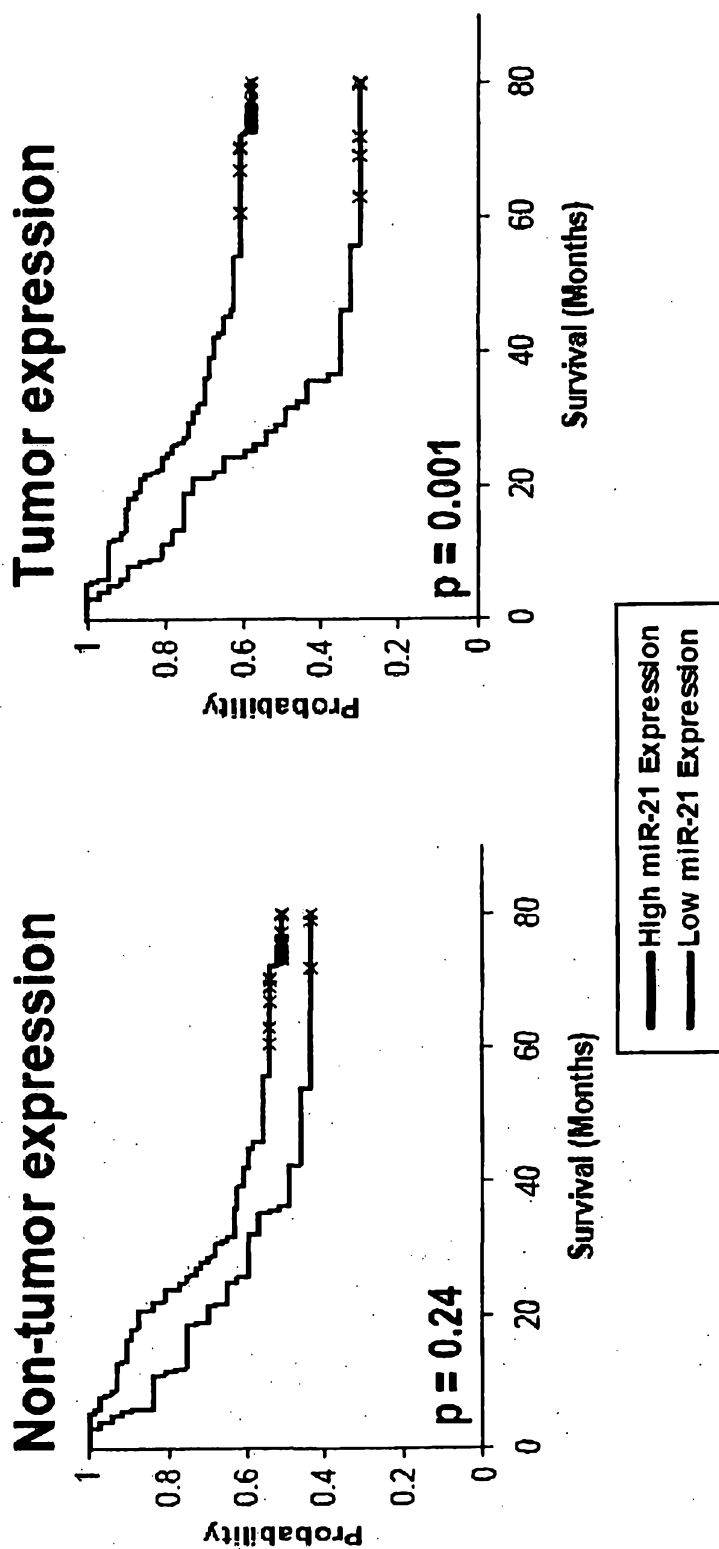 Non-tumor expression
1
0.8
0.6
0.4
0.2
0
Probability
p = 0.24
0
20
40
60
80
Survival (Months)
Tumor expression
1
0.8
0.6
0.4
0.2
0
Probability
p = 0.001
0
20
40
60
80
Survival (Months)
High miR-21 Expression
Low miR-21 Expression